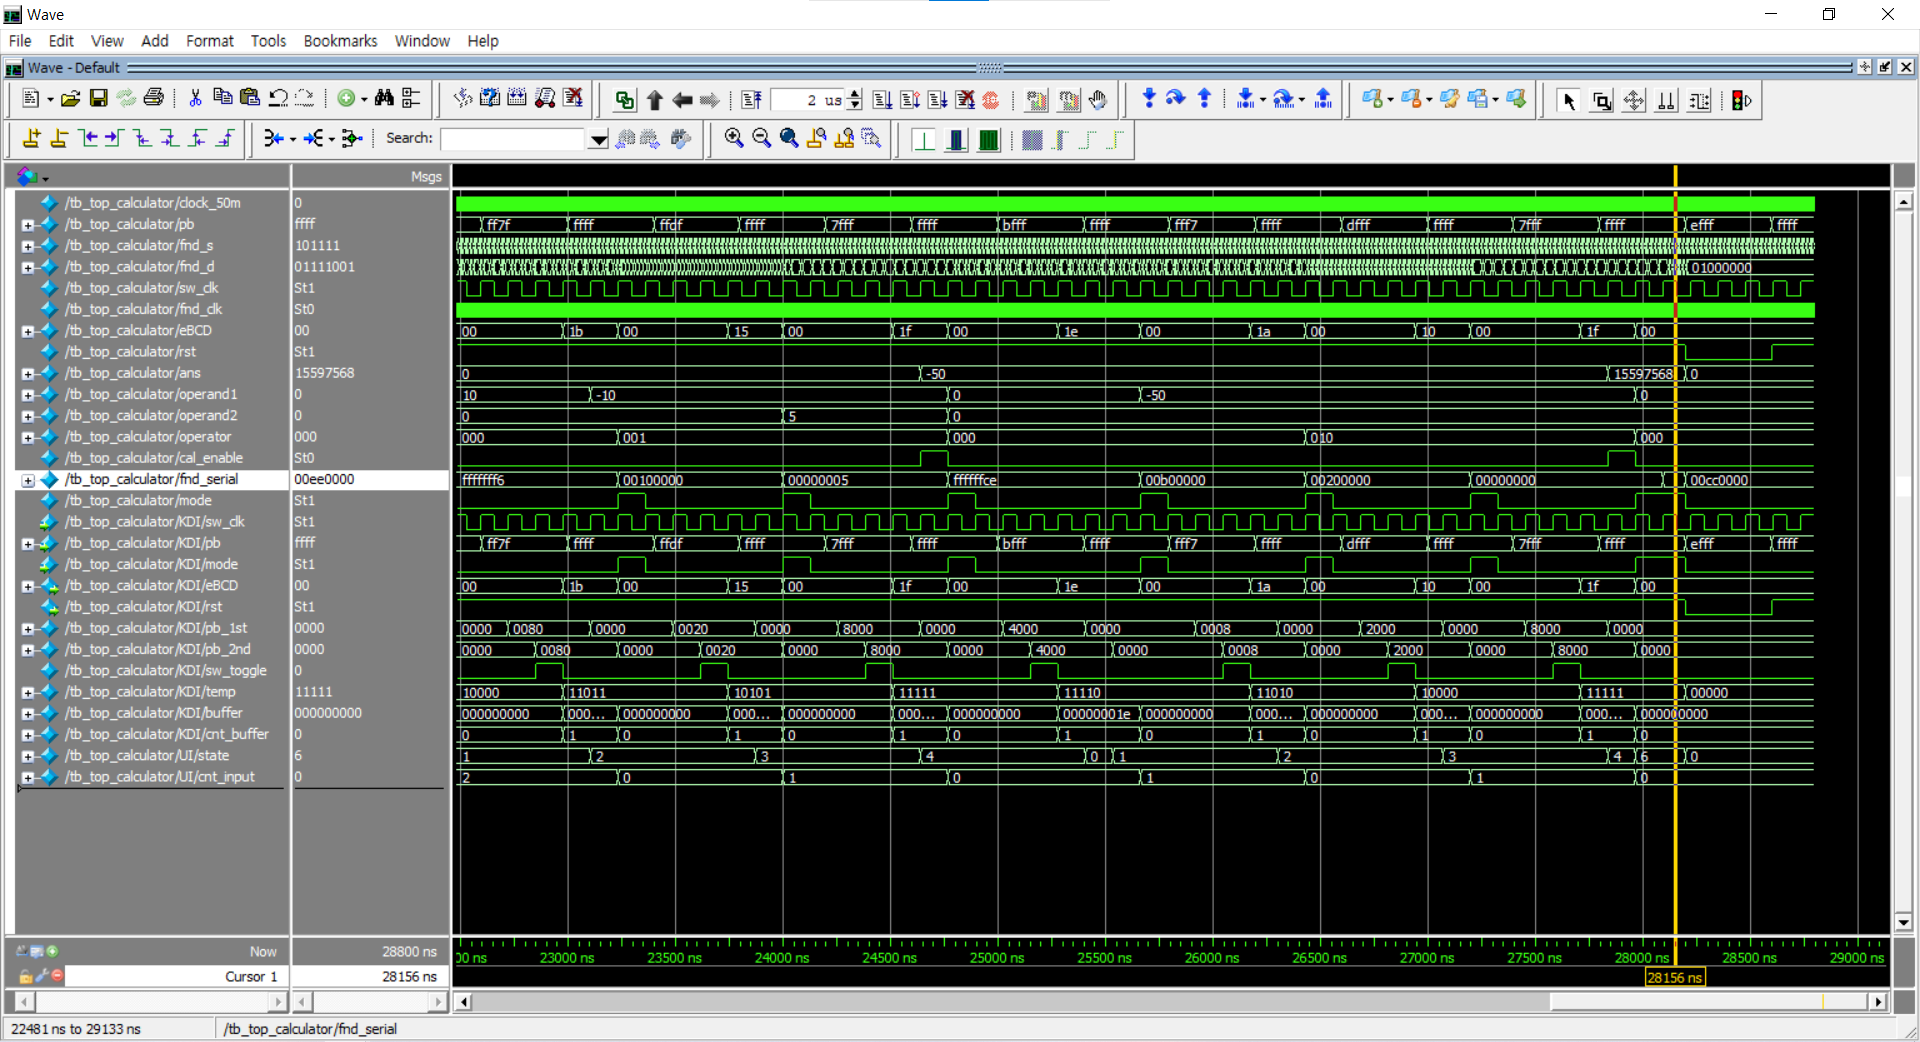 Wave
File Edit View Add Format Tools Bookmarks Window Help
Wave - Default
2 us
Search:
Msgs
/tb_top_calculator/clock_50m 0
/tb_top_calculator/pb ffff ff7f ffff ffdf ffff 7fff ffff bfff ffff fff7 ffff dfff ffff 7fff ffff efff ffff
/tb_top_calculator/fnd_s 101111
/tb_top_calculator/fnd_d 01111001 01000000
/tb_top_calculator/sw_clk St1
/tb_top_calculator/fnd_clk St0
/tb_top_calculator/eBCD 00 00 1b 00 15 00 1f 00 1e 00 1a 00 10 00 1f 00
/tb_top_calculator/rst St1
/tb_top_calculator/ans 15597568 0 -50 15597568 0
/tb_top_calculator/operand1 0 10 -10 0 -50 0
/tb_top_calculator/operand2 0 0 5 0
/tb_top_calculator/operator 000 000 001 000 010 000
/tb_top_calculator/cal_enable St0
/tb_top_calculator/fnd_serial 00ee0000 fffffff6 00100000 00000005 ffffffce 00b00000 00200000 00000000 00cc0000
/tb_top_calculator/mode St1
/tb_top_calculator/KDI/sw_clk St1
/tb_top_calculator/KDI/pb ffff ff7f ffff ffdf ffff 7fff ffff bfff ffff fff7 ffff dfff ffff 7fff ffff efff ffff
/tb_top_calculator/KDI/mode St1
/tb_top_calculator/KDI/eBCD 00 00 1b 00 15 00 1f 00 1e 00 1a 00 10 00 1f 00
/tb_top_calculator/KDI/rst St1
/tb_top_calculator/KDI/pb_1st 0000 0000 0080 0000 0020 0000 8000 0000 4000 0000 0008 0000 2000 0000 8000 0000
/tb_top_calculator/KDI/pb_2nd 0000 0000 0080 0000 0020 0000 8000 0000 4000 0000 0008 0000 2000 0000 8000 0000
/tb_top_calculator/KDI/sw_toggle 0
/tb_top_calculator/KDI/temp 11111 10000 11011 10101 11111 11110 11010 10000 11111 00000
/tb_top_calculator/KDI/buffer 000000000 000000000 000... 000000000 000... 000000000 000... 000000000 00000001e 000000000 000... 000000000 000... 000000000 000... 000000000
/tb_top_calculator/KDI/cnt_buffer 0 0 1 0 1 0 1 0 1 0 1 0 1 0 1 0
/tb_top_calculator/UI/state 6 1 2 3 4 0 1 2 3 4 6 0
/tb_top_calculator/UI/cnt_input 0 2 0 1 0 1 0 1 0
Now 28800 ns 00 ns 23000 ns 23500 ns 24000 ns 24500 ns 25000 ns 25500 ns 26000 ns 26500 ns 27000 ns 27500 ns 28000 ns 28500 ns 29000 ns
Cursor 1 28156 ns 28156 ns
22481 ns to 29133 ns /tb_top_calculator/fnd_serial